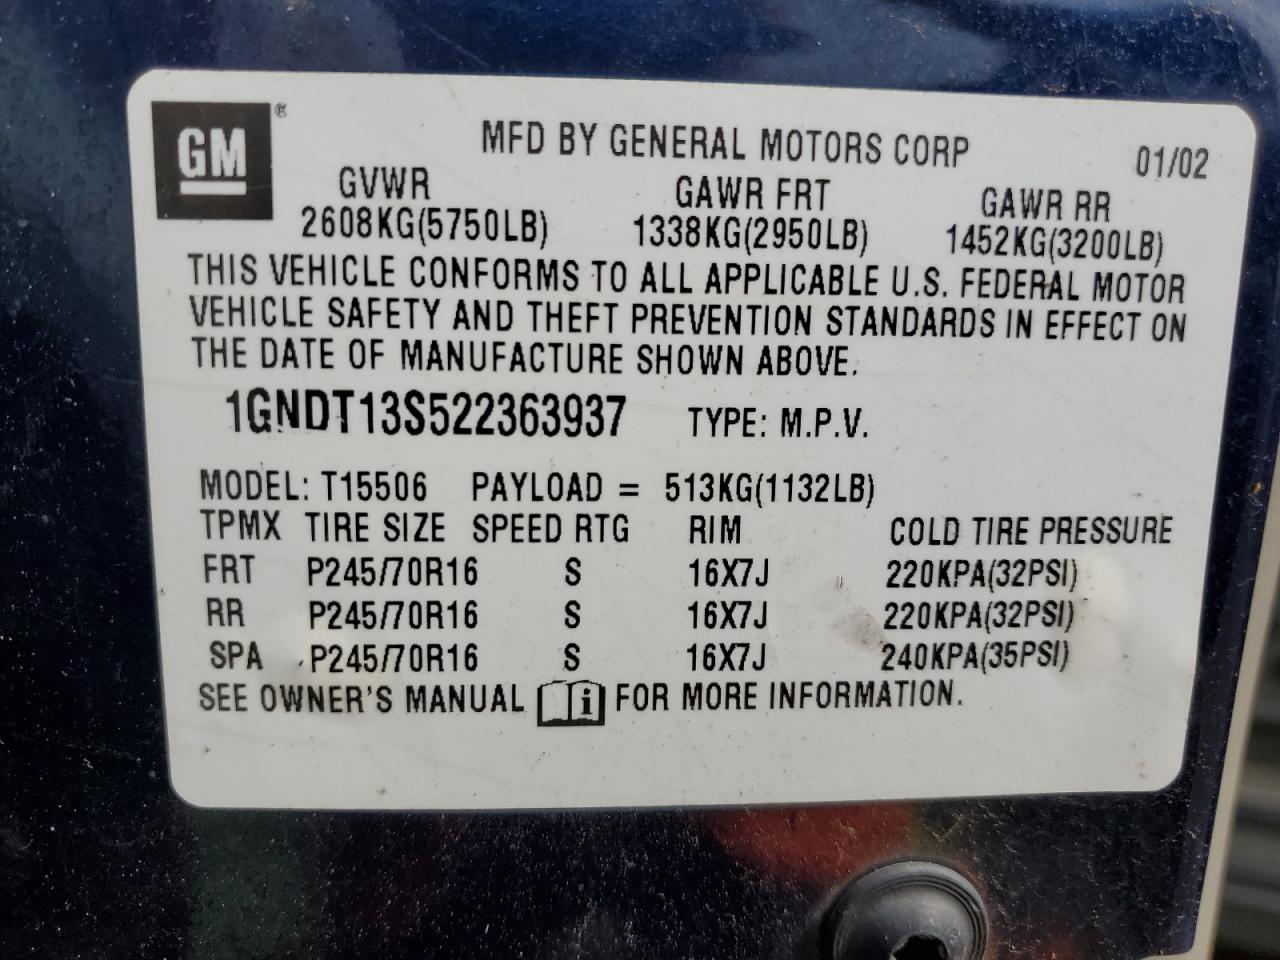 GM ®
MFD BY GENERAL MOTORS CORP 01/02
GVWR GAWR FRT GAWR RR
2608KG(5750LB) 1338KG(2950LB) 1452KG(3200LB)
THIS VEHICLE CONFORMS TO ALL APPLICABLE U.S. FEDERAL MOTOR
VEHICLE SAFETY AND THEFT PREVENTION STANDARDS IN EFFECT ON
THE DATE OF MANUFACTURE SHOWN ABOVE.
1GNDT13S522363937 TYPE: M.P.V.
MODEL: T15506 PAYLOAD = 513KG(1132LB)
TPMX TIRE SIZE SPEED RTG RIM COLD TIRE PRESSURE
FRT P245/70R16 S 16X7J 220KPA(32PSI)
RR P245/70R16 S 16X7J 220KPA(32PSI)
SPA P245/70R16 S 16X7J 240KPA(35PSI)
SEE OWNER'S MANUAL i FOR MORE INFORMATION.